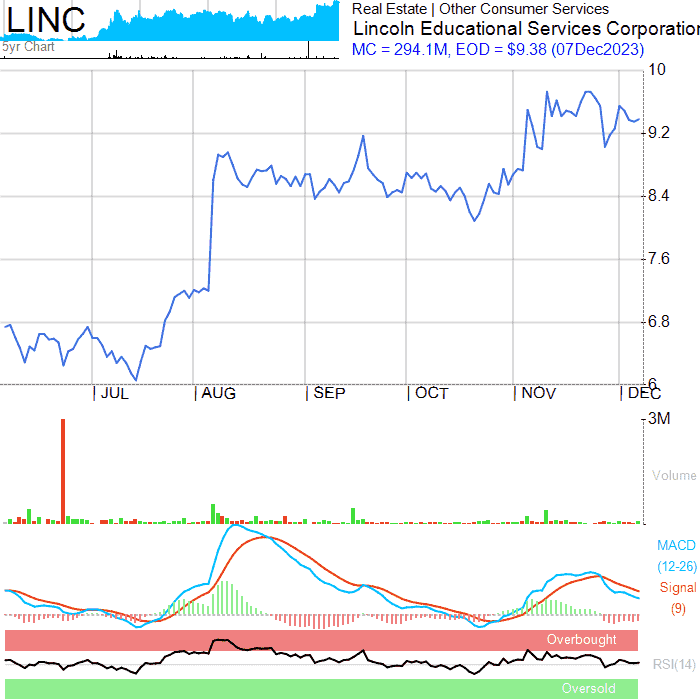 LINC
5yr Chart
Real Estate | Other Consumer Services
Lincoln Educational Services Corporation
MC = 294.1M, EOD = $9.38 (07Dec2023)
10
9.2
8.4
7.6
6.8
6
JUL
AUG
SEP
OCT
NOV
DEC
3M
Volume
MACD
(12-26)
Signal
(9)
Overbought
RSI(14)
Oversold